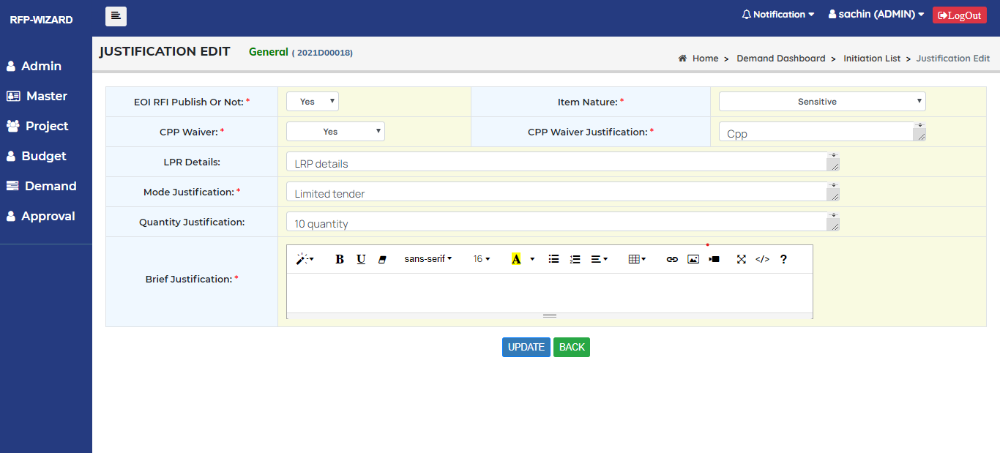 RFP-WIZARD
Notification
sachin (ADMIN)
LogOut
JUSTIFICATION EDIT General ( 2021D00018)
Home > Demand Dashboard > Initiation List > Justification Edit
Admin
Master
Project
Budget
Demand
Approval
EOI RFI Publish Or Not: * Yes Item Nature: * Sensitive
CPP Waiver: * Yes CPP Waiver Justification: * Cpp
LPR Details: LRP details
Mode Justification: * Limited tender
Quantity Justification: 10 quantity
Brief Justification: *
B U sans-serif 16 A </> ?
UPDATE BACK